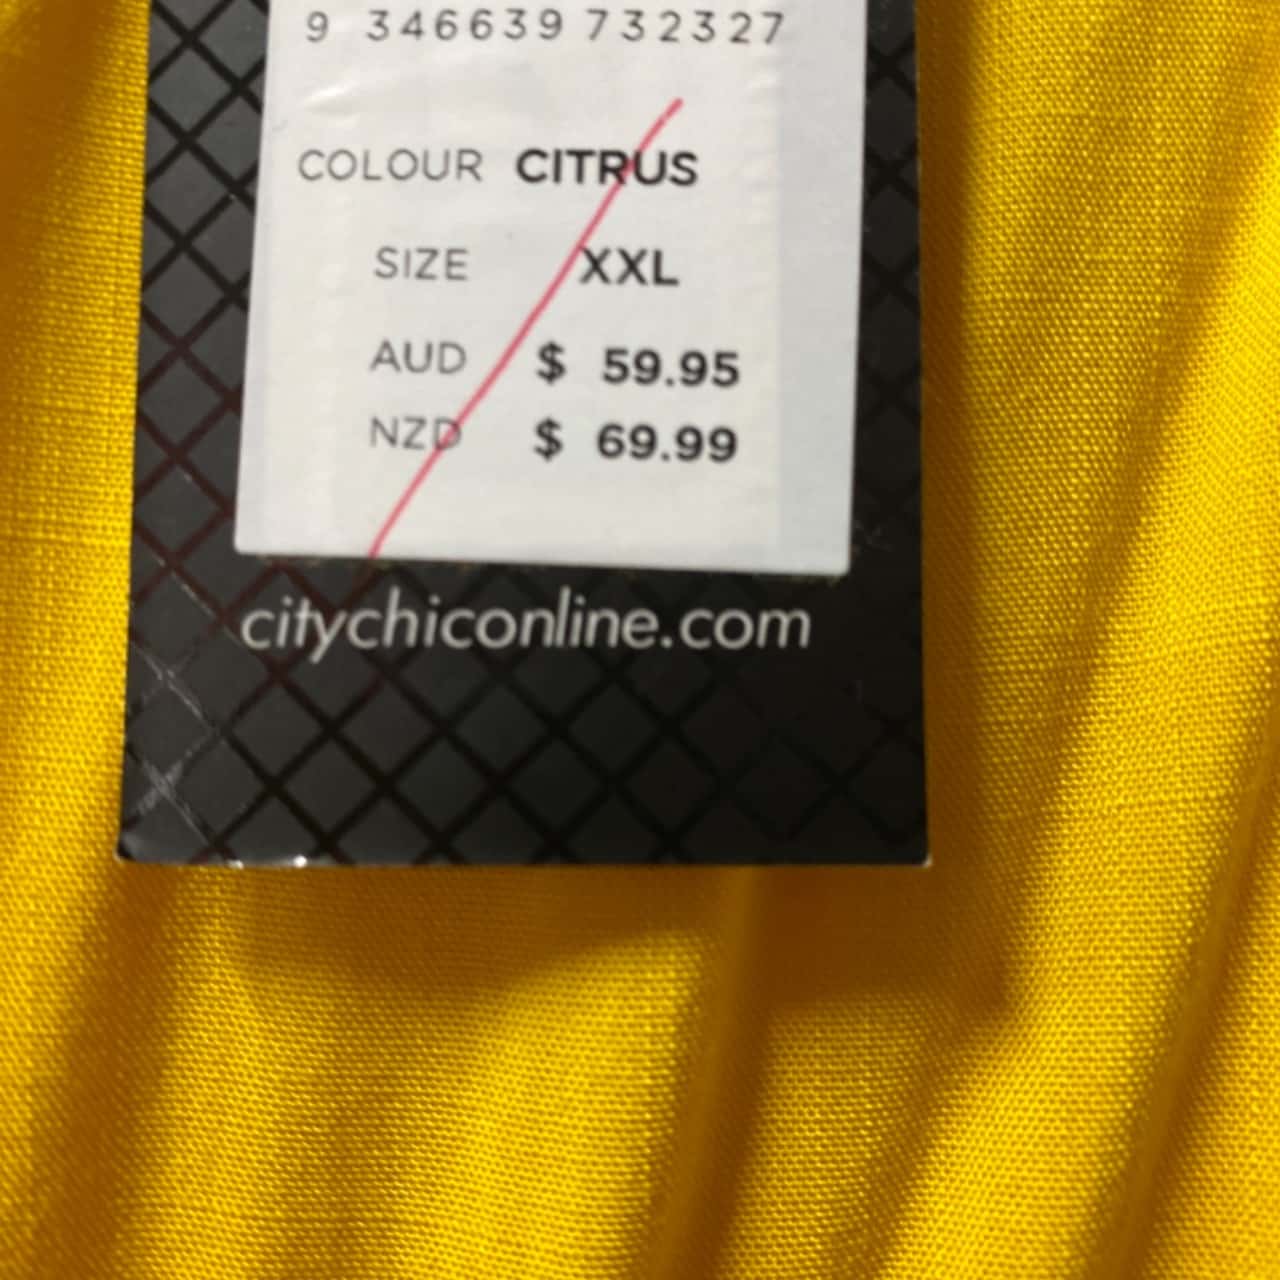 9 346639 732327
COLOUR CITRUS
SIZE XXL
AUD $ 59.95
NZD $ 69.99
citychiconline.com